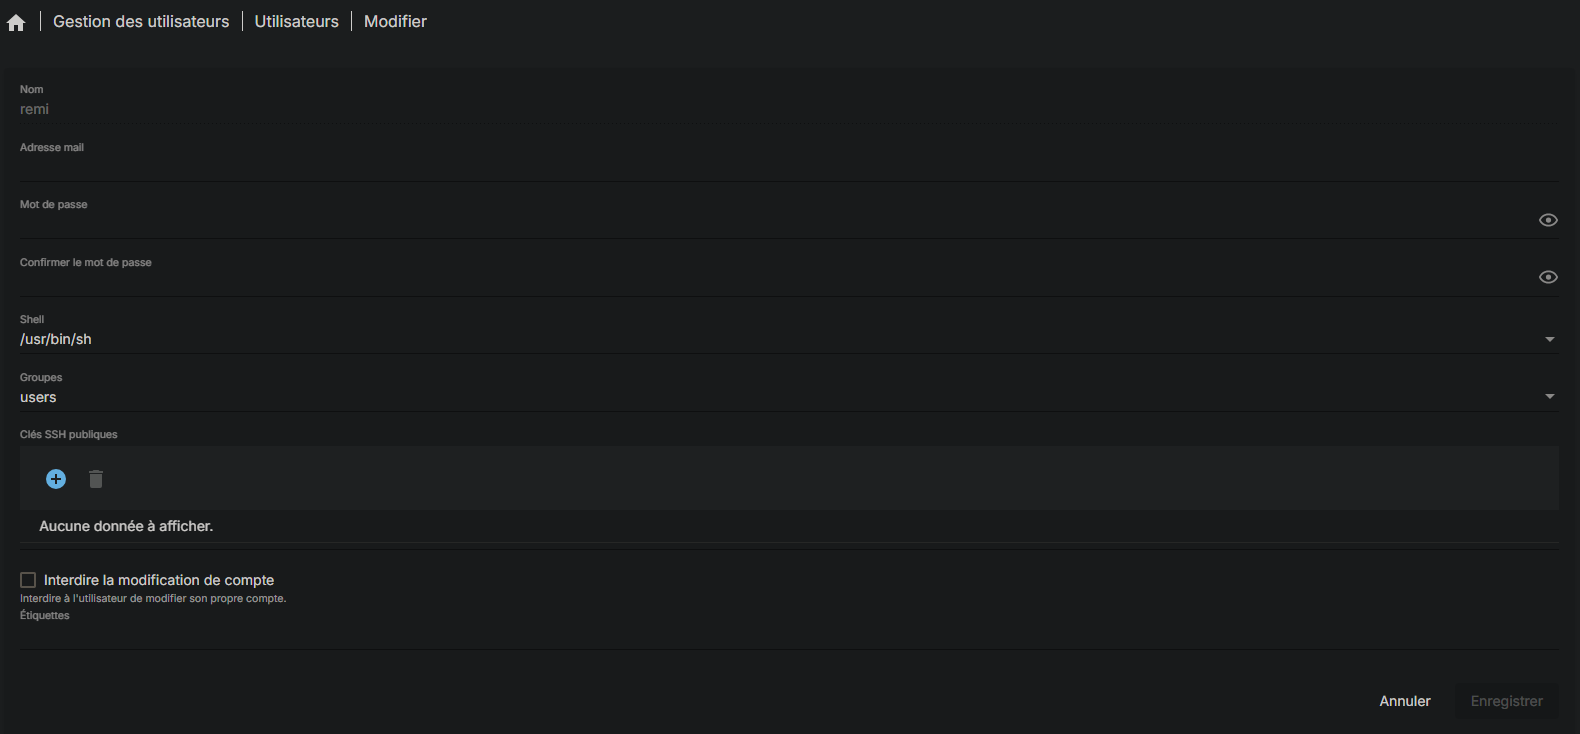 Gestion des utilisateurs | Utilisateurs | Modifier
Nom
remi
Adresse mail
Mot de passe
Confirmer le mot de passe
Shell
/usr/bin/sh
Groupes
users
Clés SSH publiques
Aucune donnée à afficher.
Interdire la modification de compte
Interdire à l'utilisateur de modifier son propre compte.
Étiquettes
Annuler Enregistrer